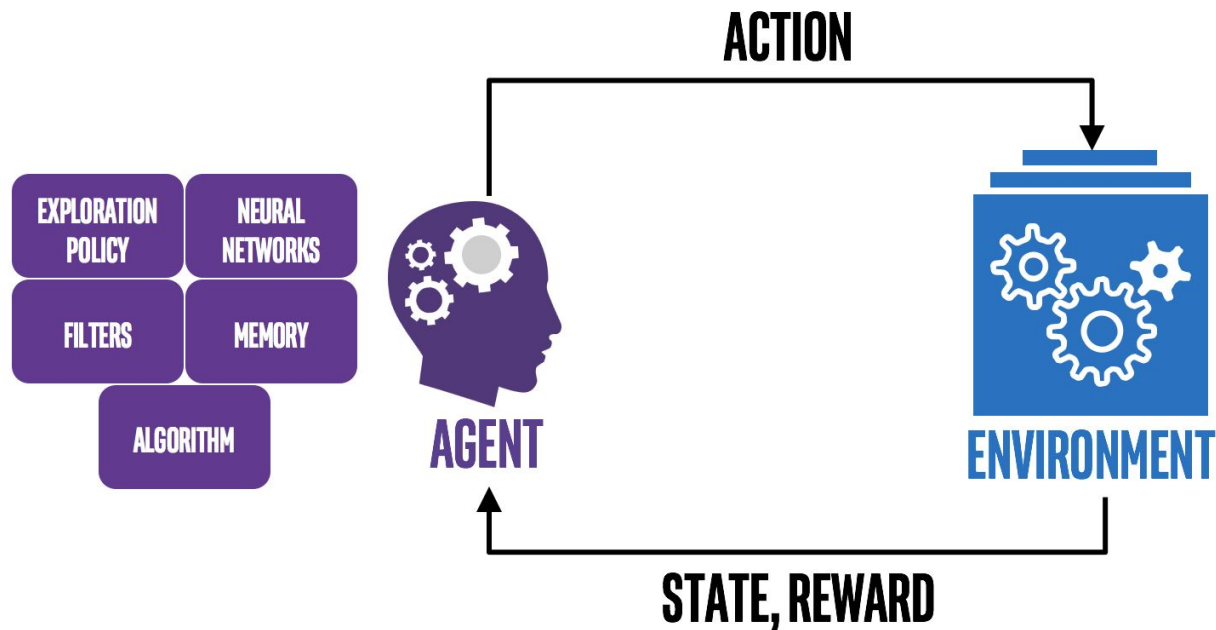 ACTION
EXPLORATION
POLICY
NEURAL
NETWORKS
FILTERS
MEMORY
ALGORITHM
AGENT
ENVIRONMENT
STATE, REWARD